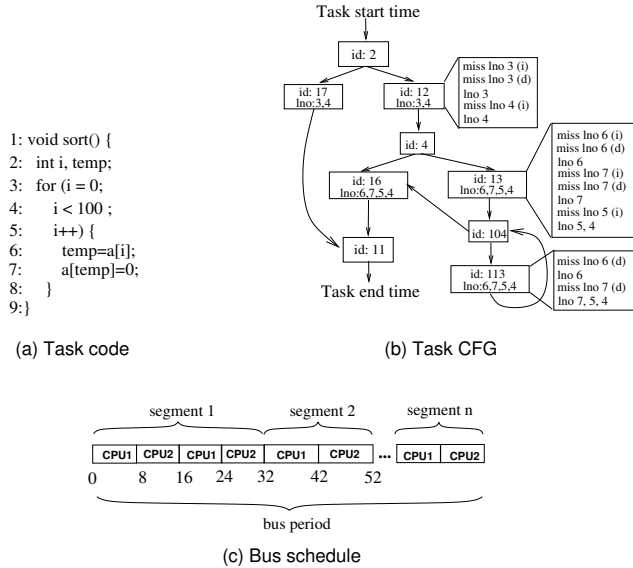 Task start time
id: 2
id: 17
lno:3,4
id: 12
lno:3,4
miss lno 3 (i)
miss lno 3 (d)
lno 3
miss lno 4 (i)
lno 4
id: 4
id: 16
lno:6,7,5,4
id: 13
lno:6,7,5,4
miss lno 6 (i)
miss lno 6 (d)
lno 6
miss lno 7 (i)
miss lno 7 (d)
lno 7
miss lno 5 (i)
lno 5, 4
id: 104
id: 11
id: 113
lno:6,7,5,4
miss lno 6 (d)
lno 6
miss lno 7 (d)
lno 7, 5, 4
Task end time
1: void sort() {
2: int i, temp;
3: for (i = 0;
4: i < 100 ;
5: i++) {
6: temp=a[i];
7: a[temp]=0;
8: }
9:}
(a) Task code
(b) Task CFG
segment 1 segment 2 segment n
CPU1 CPU2 CPU1 CPU2 CPU1 CPU2 ... CPU1 CPU2
0 8 16 24 32 42 52
bus period
(c) Bus schedule